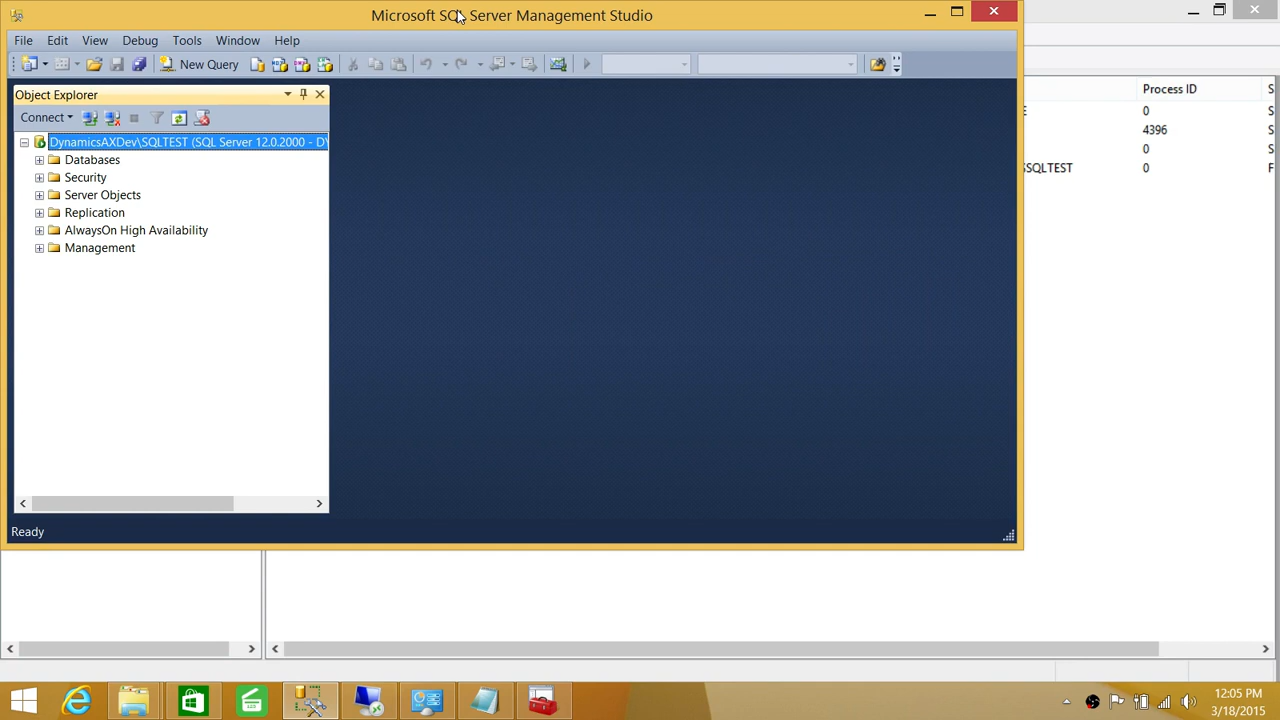 Microsoft SQL Server Management Studio
File Edit View Debug Tools Window Help
New Query
Object Explorer
Connect
DynamicsAXDev\SQLTEST (SQL Server 12.0.2000 - D\
Databases
Security
Server Objects
Replication
AlwaysOn High Availability
Management
Ready
Process ID S
E 0 S
4396 S
0 S
SSQLTEST 0 F
12:05 PM
3/18/2015